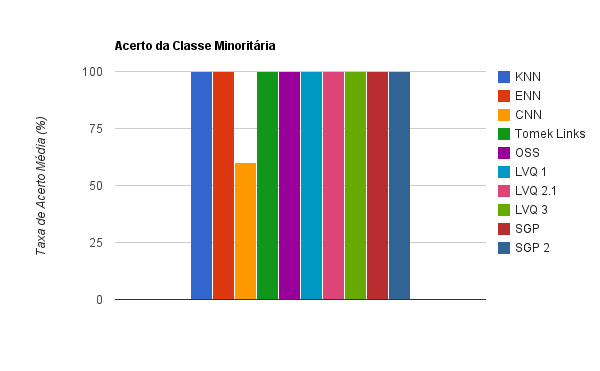 Acerto da Classe Minoritária
Taxa de Acerto Média (%)
100
75
50
25
0
KNN
ENN
CNN
Tomek Links
OSS
LVQ 1
LVQ 2.1
LVQ 3
SGP
SGP 2